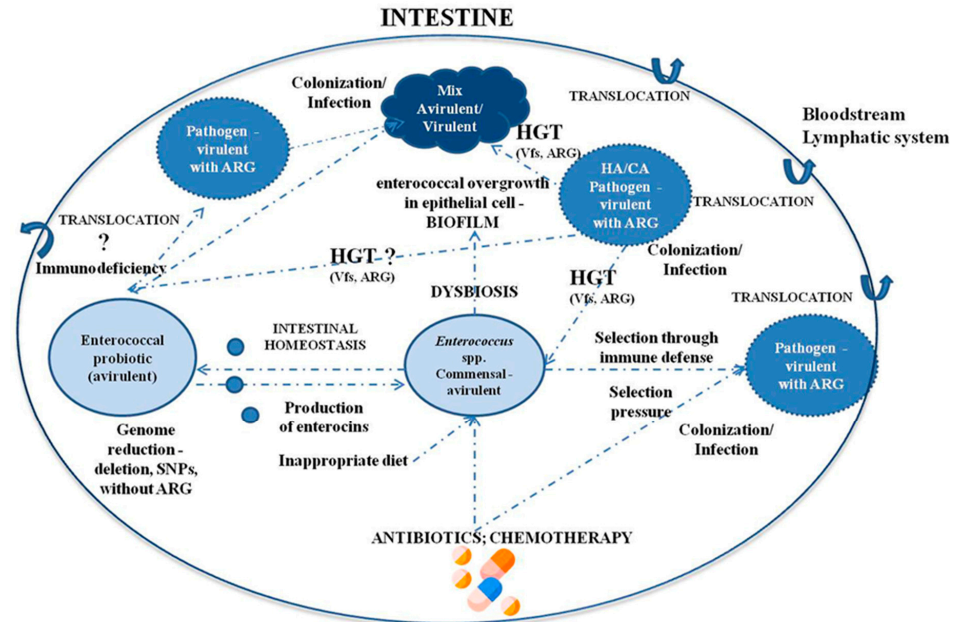 INTESTINE
Colonization/
Infection
Mix
Avirulent/
Virulent
TRANSLOCATION
Bloodstream
Lymphatic system
Pathogen -
virulent
with ARG
HGT
(Vfs, ARG)
HA/CA
Pathogen -
virulent
with ARG
TRANSLOCATION
enterococcal overgrowth
in epithelial cell -
BIOFILM
TRANSLOCATION
?
Immunodeficiency
HGT ?
(Vfs, ARG)
Colonization/
Infection
HGT
(Vfs, ARG)
DYSBIOSIS
TRANSLOCATION
Enterococcal
probiotic
(avirulent)
INTESTINAL
HOMEOSTASIS
Enterococcus
spp.
Commensal-
avirulent
Selection through
immune defense
Pathogen -
virulent
with ARG
Production
of enterocins
Selection
pressure
Colonization/
Infection
Genome
reduction -
deletion, SNPs,
without ARG
Inappropriate diet
ANTIBIOTICS; CHEMOTHERAPY